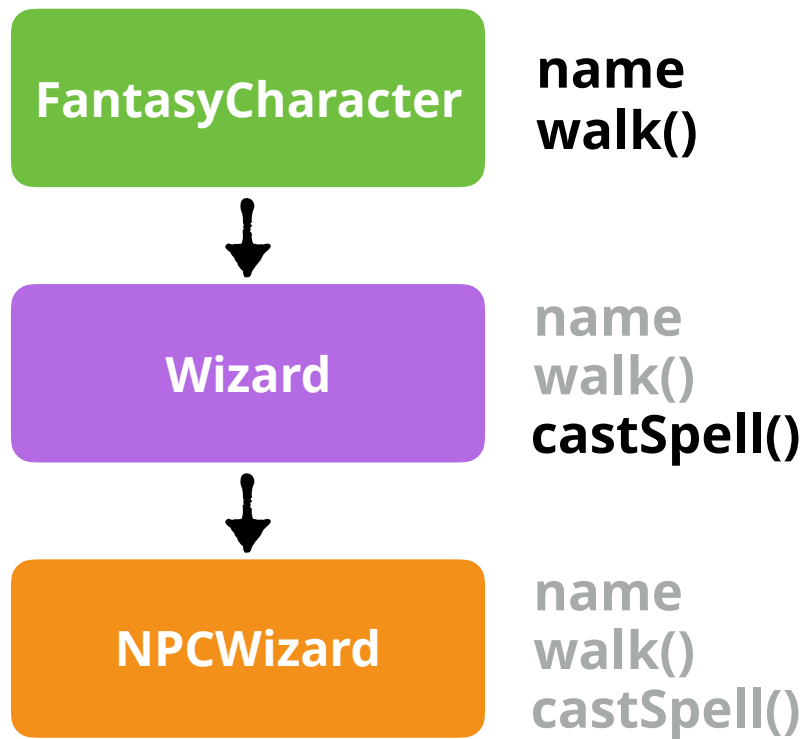 FantasyCharacter
name
walk()
Wizard
name
walk()
castSpell()
NPCWizard
name
walk()
castSpell()